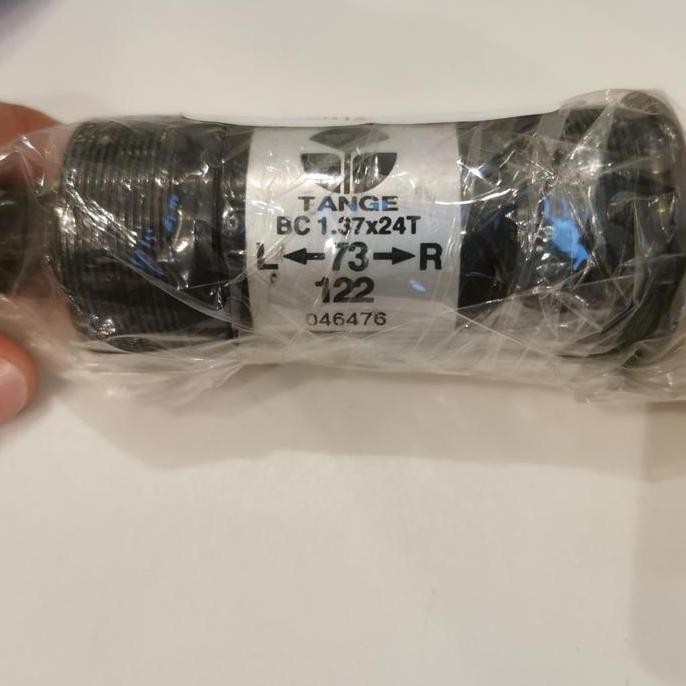 TANGE
BC 1.37x24T
L ← 73 → R
122
046476